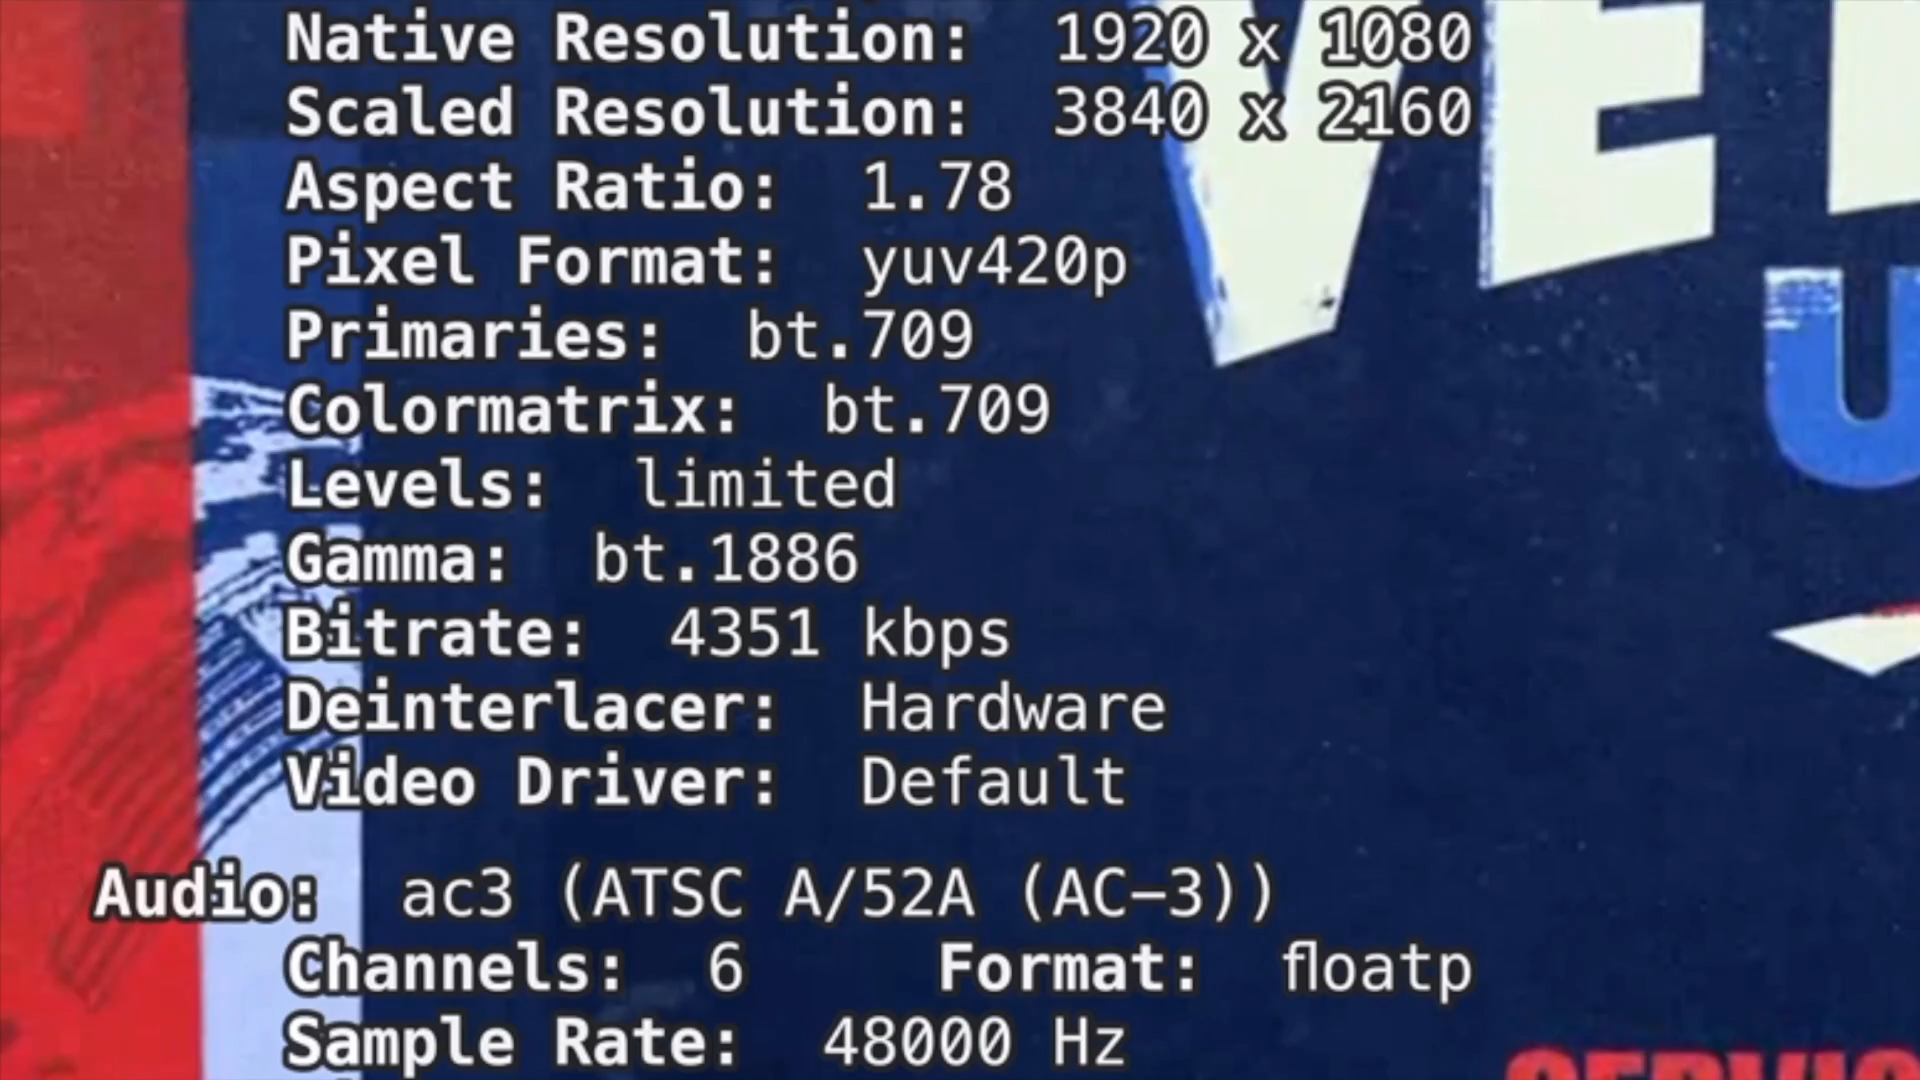 Native Resolution: 1920 x 1080
Scaled Resolution: 3840 x 2160
Aspect Ratio: 1.78
Pixel Format: yuv420p
Primaries: bt.709
Colormatrix: bt.709
Levels: limited
Gamma: bt.1886
Bitrate: 4351 kbps
Deinterlacer: Hardware
Video Driver: Default
Audio: ac3 (ATSC A/52A (AC-3))
Channels: 6 Format: floatp
Sample Rate: 48000 Hz